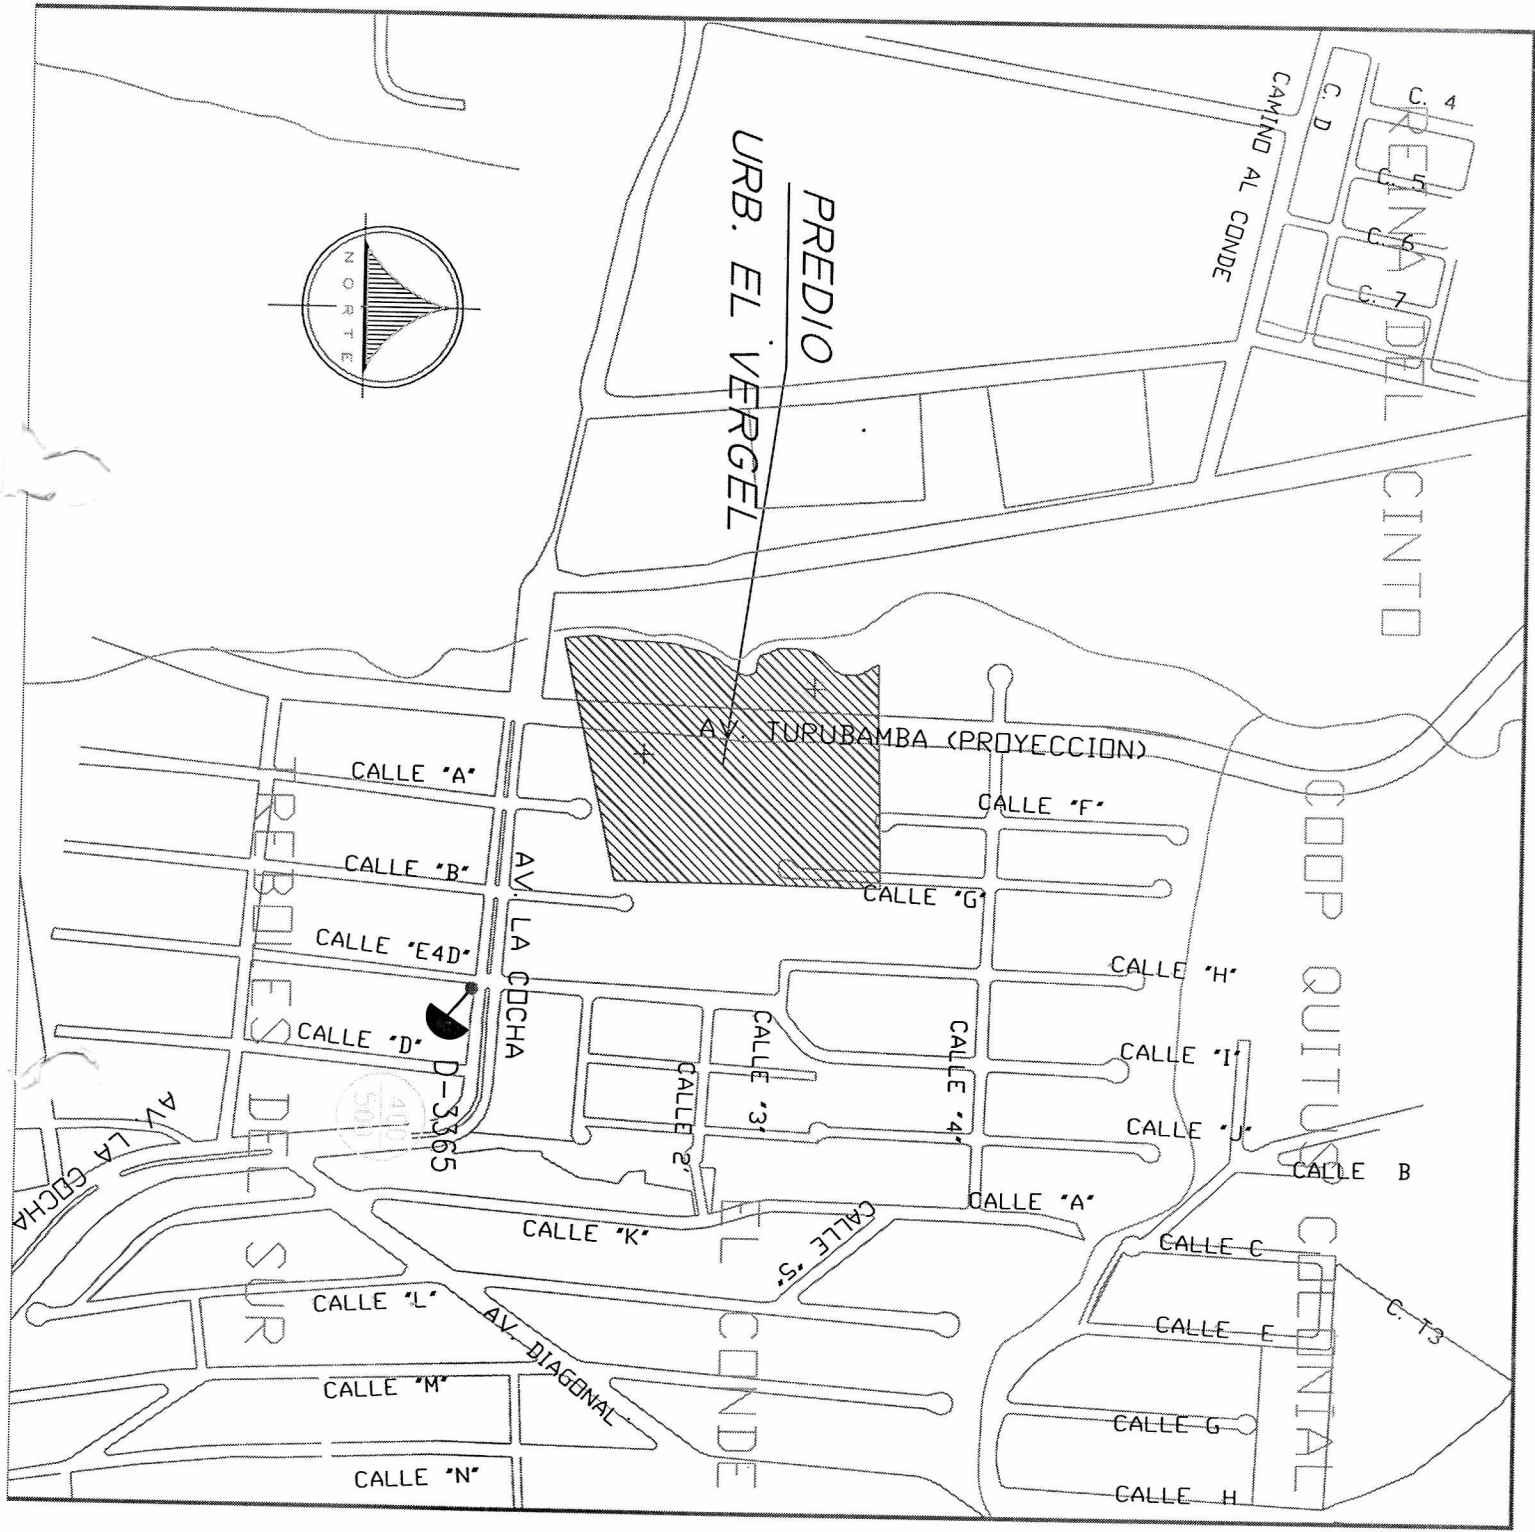 C. 4
C. D
C. 5
C. 6
C. 7
CAMINO AL CONDE
REINA DEL CINTO
PREDIO
URB. EL VERGEL
NORTE
AV. TURUBAMBA (PROYECCION)
CALLE "A"
CALLE "F"
CALLE "B"
CALLE "G"
AV. LA COCHA
CALLE "E4D"
CALLE "H"
CALLE "D"
CALLE "3"
CALLE "4"
CALLE "I"
CALLE 2"
CALLE "J"
D-3365
AV. LA COCHA
CALLE B
CALLE "A"
CALLE "K"
CALLE "5"
CALLE C
CALLE "L"
AV. DIAGONAL
CALLE E
C. T3
CALLE "M"
CALLE G
CALLE "N"
CALLE H
TREBOLES DEL SUR
EL CONDE
COOP QUITUS COLONIAL